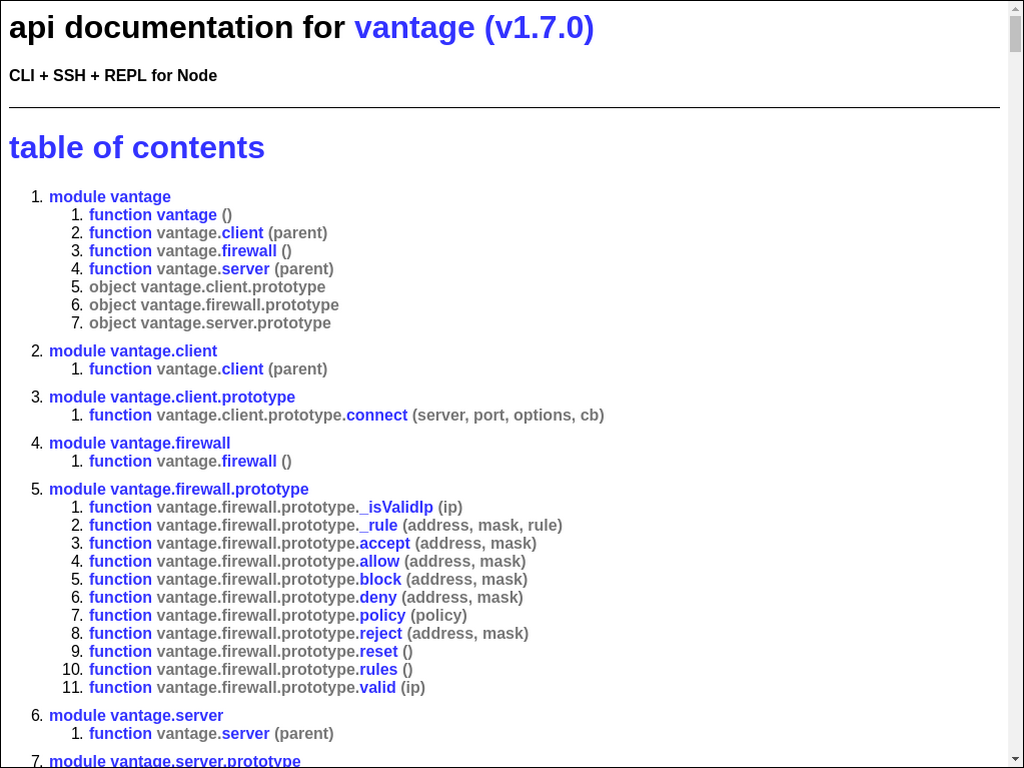 api documentation for vantage (v1.7.0)
CLI + SSH + REPL for Node
table of contents
1. module vantage
1. function vantage ()
2. function vantage.client (parent)
3. function vantage.firewall ()
4. function vantage.server (parent)
5. object vantage.client.prototype
6. object vantage.firewall.prototype
7. object vantage.server.prototype
2. module vantage.client
1. function vantage.client (parent)
3. module vantage.client.prototype
1. function vantage.client.prototype.connect (server, port, options, cb)
4. module vantage.firewall
1. function vantage.firewall ()
5. module vantage.firewall.prototype
1. function vantage.firewall.prototype._isValidIp (ip)
2. function vantage.firewall.prototype._rule (address, mask, rule)
3. function vantage.firewall.prototype.accept (address, mask)
4. function vantage.firewall.prototype.allow (address, mask)
5. function vantage.firewall.prototype.block (address, mask)
6. function vantage.firewall.prototype.deny (address, mask)
7. function vantage.firewall.prototype.policy (policy)
8. function vantage.firewall.prototype.reject (address, mask)
9. function vantage.firewall.prototype.reset ()
10. function vantage.firewall.prototype.rules ()
11. function vantage.firewall.prototype.valid (ip)
6. module vantage.server
1. function vantage.server (parent)
7. module vantage.server.prototype